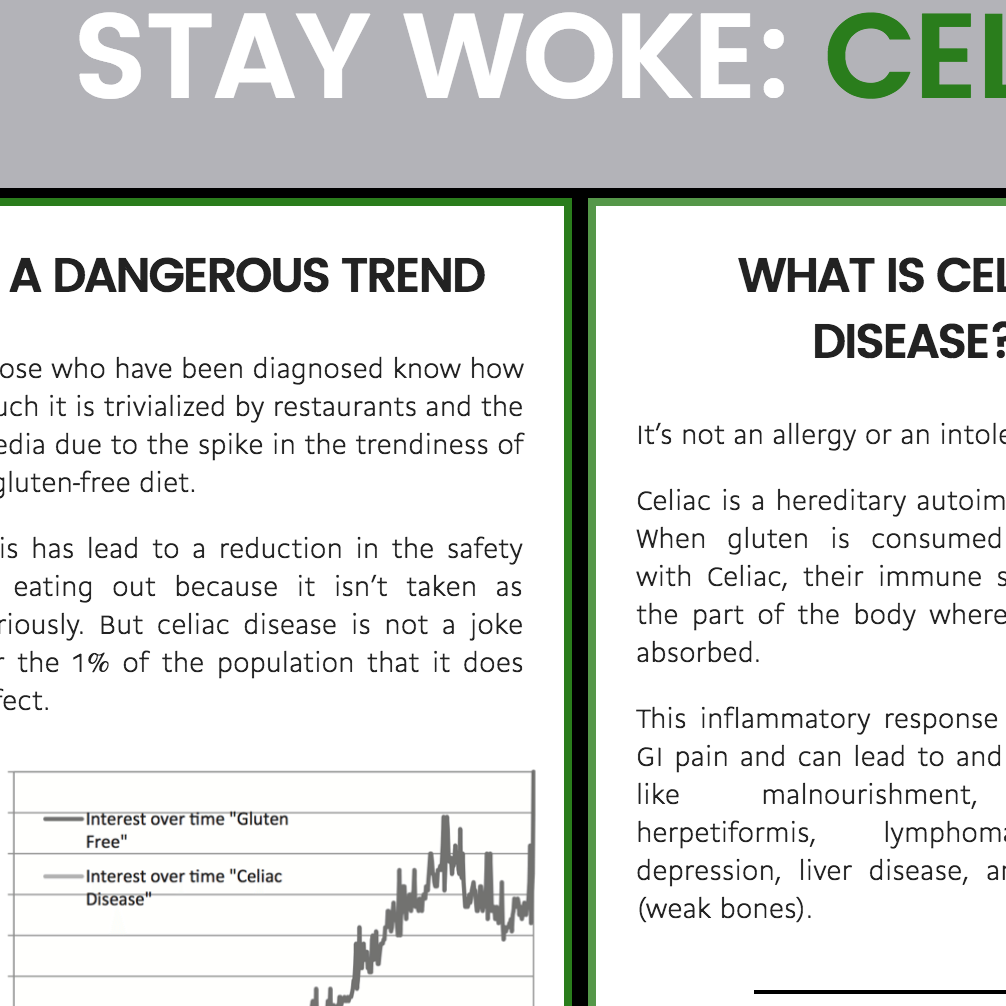 STAY WOKE: CEL
A DANGEROUS TREND
ose who have been diagnosed know how
uch it is trivialized by restaurants and the
edia due to the spike in the trendiness of
gluten-free diet.
is has lead to a reduction in the safety
eating out because it isn't taken as
riously. But celiac disease is not a joke
r the 1% of the population that it does
fect.
Interest over time "Gluten
Free"
Interest over time "Celiac
Disease"
WHAT IS CEL
DISEASE?
It's not an allergy or an intole
Celiac is a hereditary autoim
When gluten is consumed
with Celiac, their immune s
the part of the body where
absorbed.
This inflammatory response
GI pain and can lead to and
like malnourishment,
herpetiformis, lymphoma
depression, liver disease, an
(weak bones).